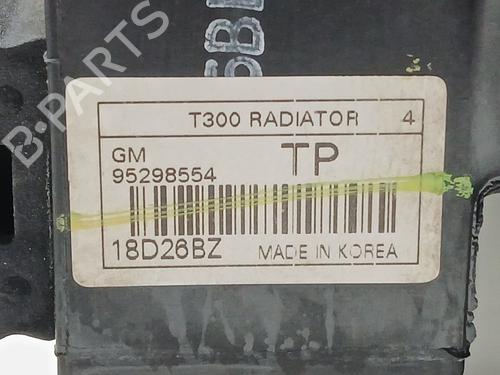 B-PARTS
T300 RADIATOR 4
GM TP
95298554
18D26BZ MADE IN KOREA